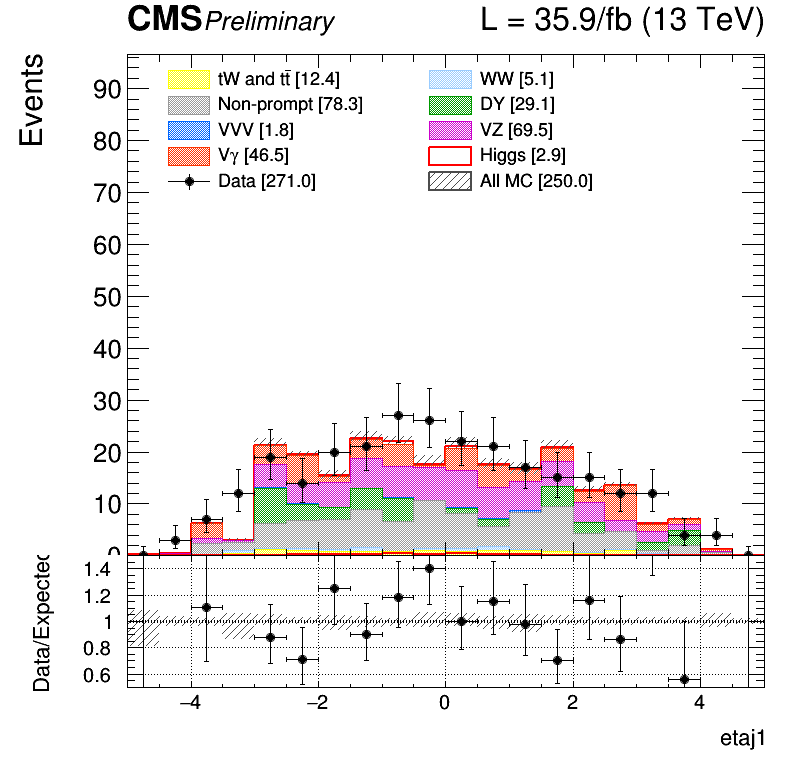 CMS Preliminary L = 35.9/fb (13 TeV)
Events
tW and tt̄ [12.4] WW [5.1]
Non-prompt [78.3] DY [29.1]
VVV [1.8] VZ [69.5]
Vγ [46.5] Higgs [2.9]
Data [271.0] All MC [250.0]
90
80
70
60
50
40
30
20
10
0
Data/Expected
1.4
1.2
1
0.8
0.6
−4 −2 0 2 4
etaj1